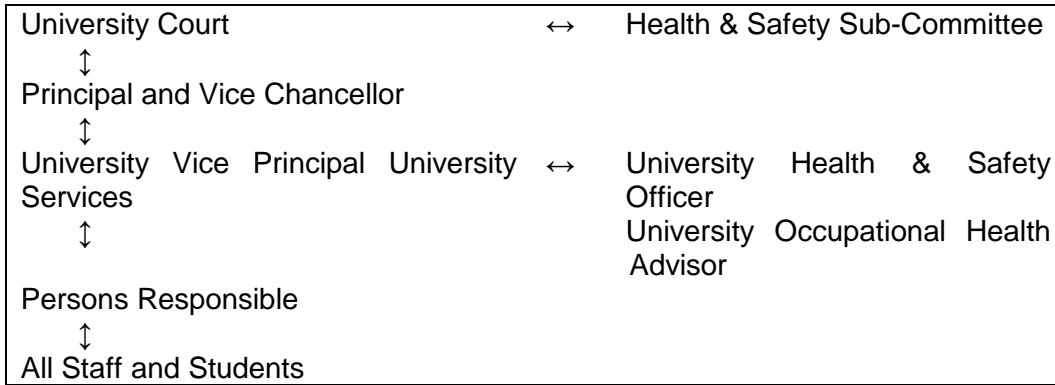 University Court ↔ Health & Safety Sub-Committee
↕
Principal and Vice Chancellor
↕
University Vice Principal University ↔ University Health & Safety
Services Officer
↕ University Occupational Health
Advisor
Persons Responsible
↕
All Staff and Students